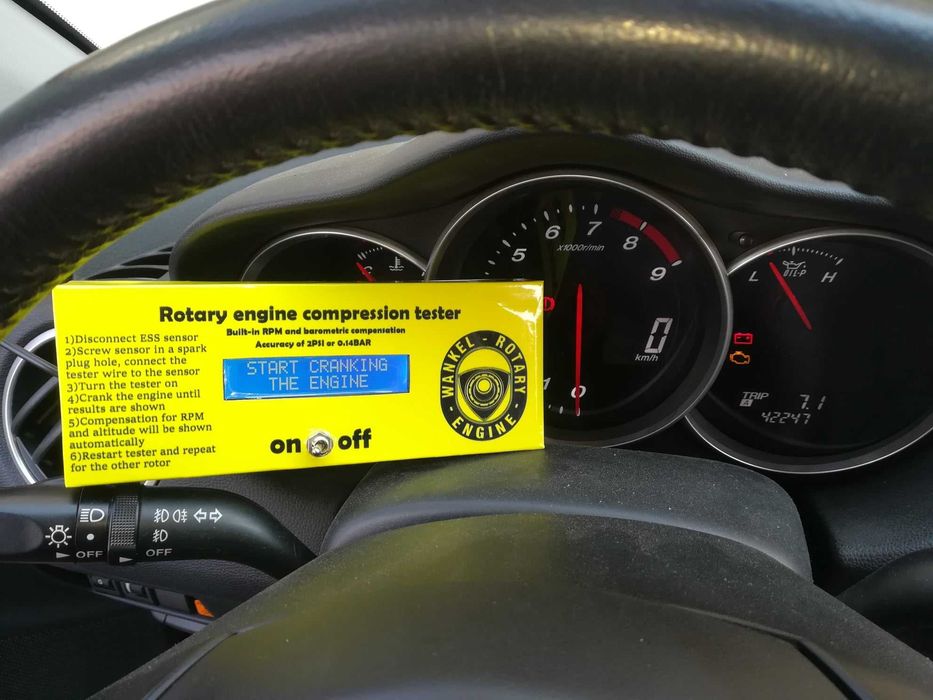 Rotary engine compression tester
Built-in RPM and barometric compensation
Accuracy of 2PSI or 0.14BAR
1)Disconnect ESS sensor
2)Screw sensor in a spark
plug hole, connect the
tester wire to the sensor
3)Turn the tester on
4)Crank the engine until
results are shown
5)Compensation for RPM
and altitude will be shown
automatically
6)Restart tester and repeat
for the other rotor
START CRANKING
THE ENGINE
on off
WANKEL - ROTARY
- ENGINE -
C
5
6
7
8
9
x1000r/min
D
1
0
0
km/h
L
OIL-P
H
TRIP
A
7.1
42247
OFF
OFF